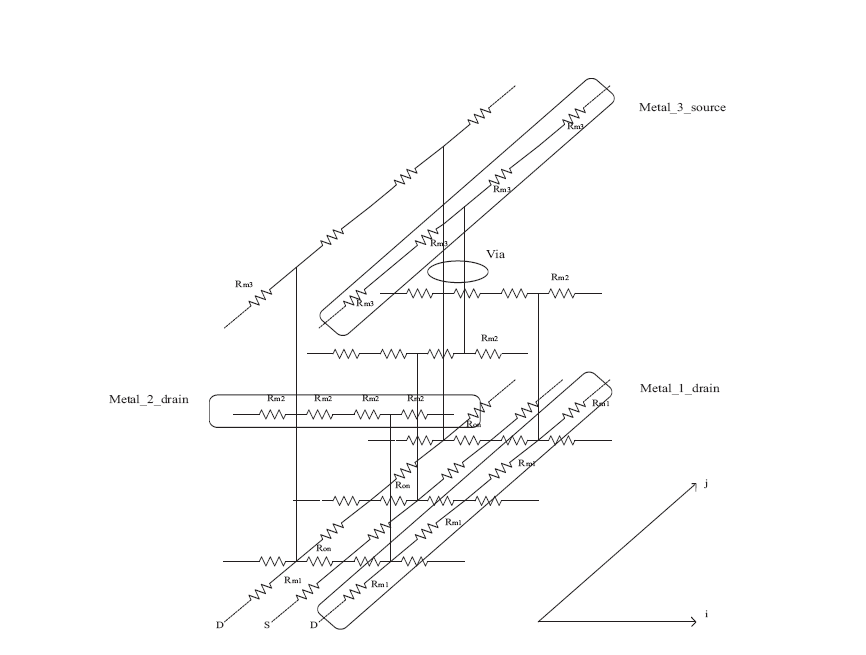 Metal_3_source
Rm3
Rm3
Rm3
Via
Rm3
Rm2
Rm3
Rm2
Metal_2_drain
Metal_1_drain
Rm2
Rm2
Rm2
Rm2
Rm1
Ron
Rm1
Ron
j
Rm1
Ron
Rm1
Rm1
i
D
S
D